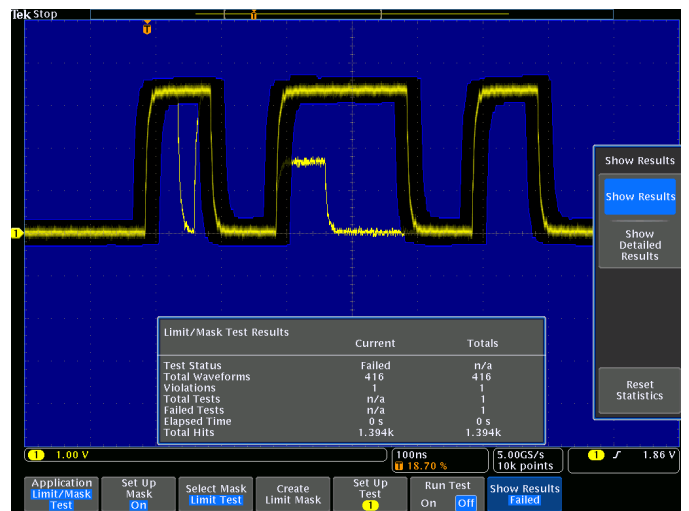 Tek Stop
T
T
1
Show Results
Show Results
Show
Detailed
Results
Reset
Statistics
Limit/Mask Test Results
Current Totals
Test Status Failed n/a
Total Waveforms 416 416
Violations 1 1
Total Tests n/a 1
Failed Tests n/a 1
Elapsed Time 0 s 0 s
Total Hits 1.394k 1.394k
1 1.00 V
100ns
T 18.70 %
5.00GS/s
10k points
1 1.86 V
Application
Limit/Mask
Test
Set Up
Mask
On
Select Mask
Limit Test
Create
Limit Mask
Set Up
Test
1
Run Test
On Off
Show Results
Failed